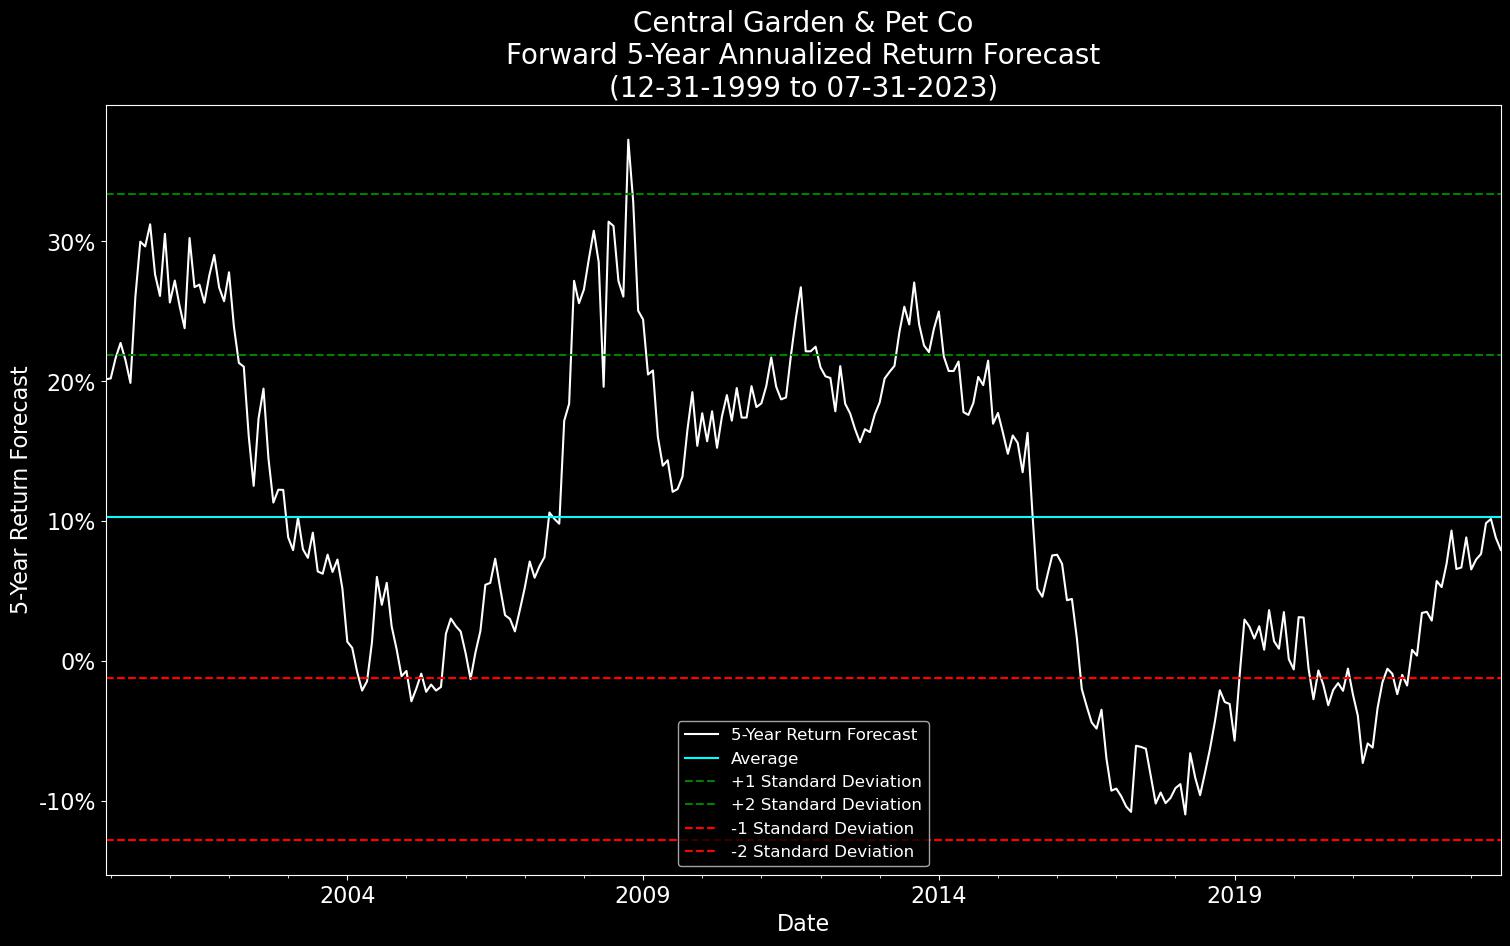 Central Garden & Pet Co
Forward 5-Year Annualized Return Forecast
(12-31-1999 to 07-31-2023)
5-Year Return Forecast
30%
20%
10%
0%
-10%
5-Year Return Forecast
Average
+1 Standard Deviation
+2 Standard Deviation
-1 Standard Deviation
-2 Standard Deviation
2004
2009
2014
2019
Date